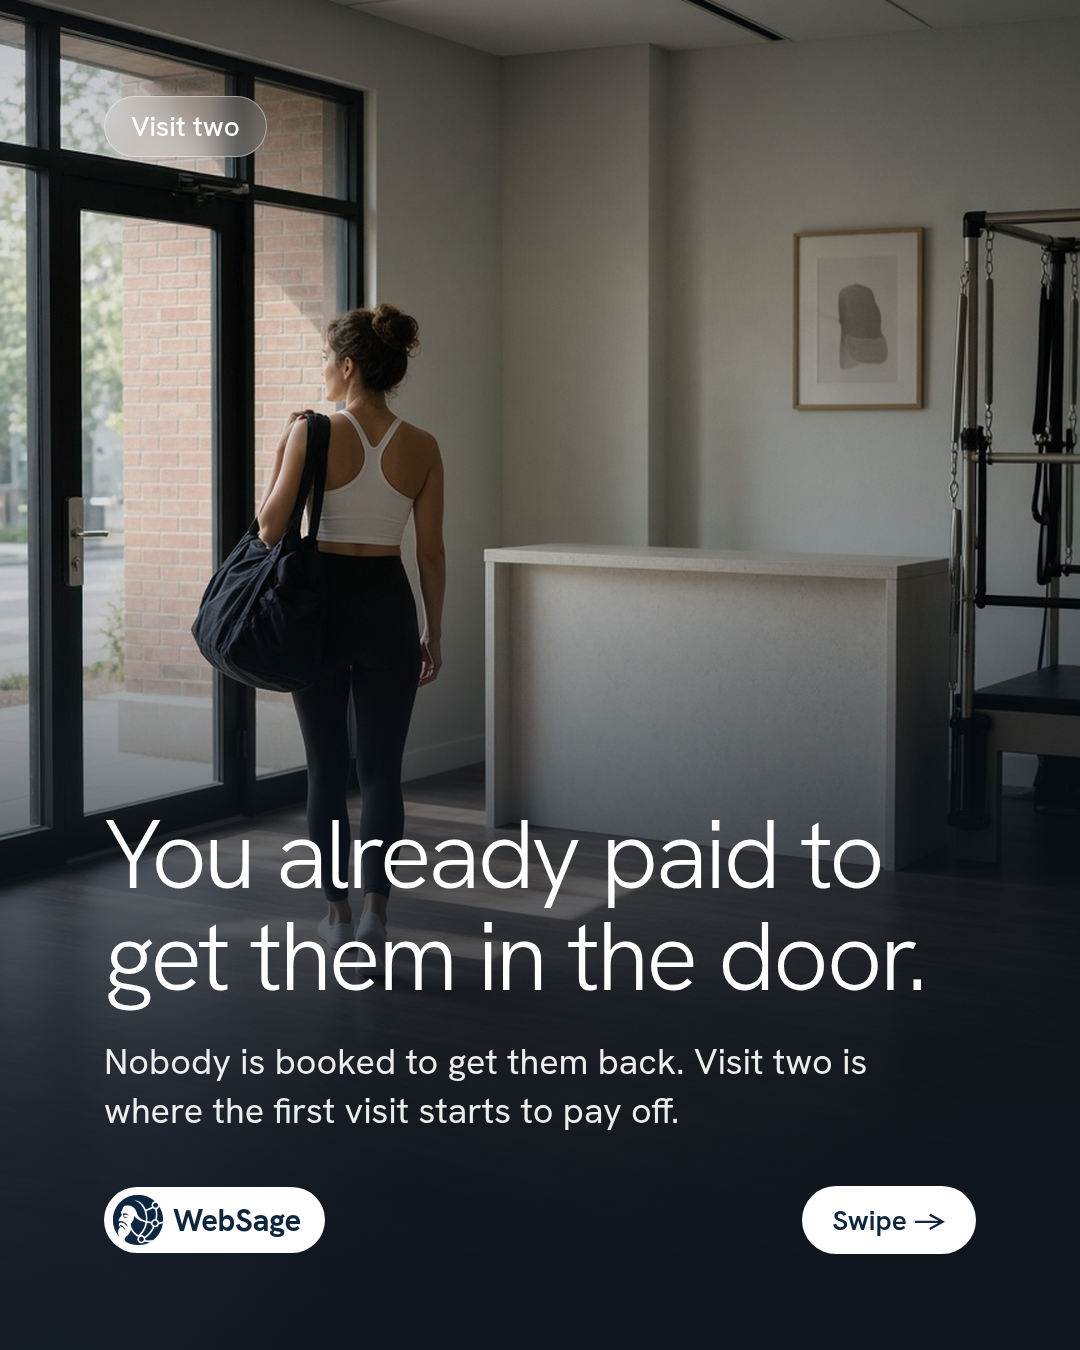 Visit two
You already paid to
get them in the door.
Nobody is booked to get them back. Visit two is
where the first visit starts to pay off.
WebSage
Swipe →